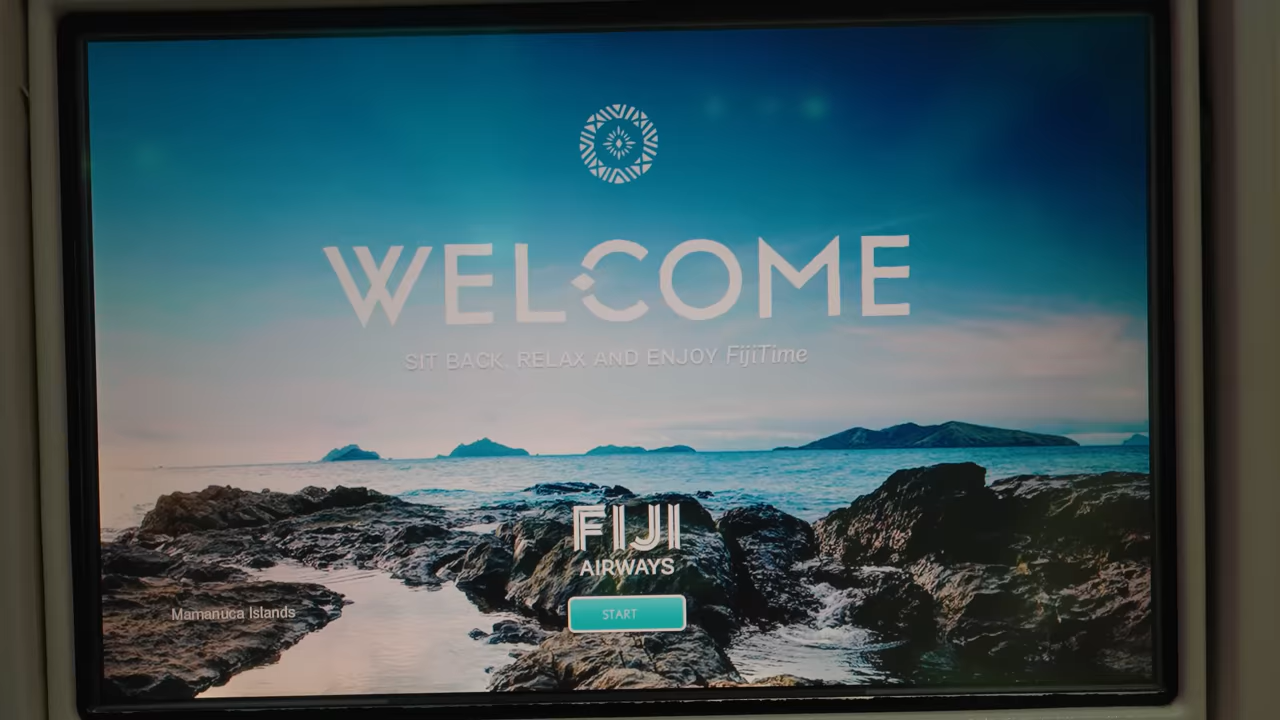 WELCOME
SIT BACK, RELAX AND ENJOY FijiTime
FIJI
AIRWAYS
START
Mamanuca Islands